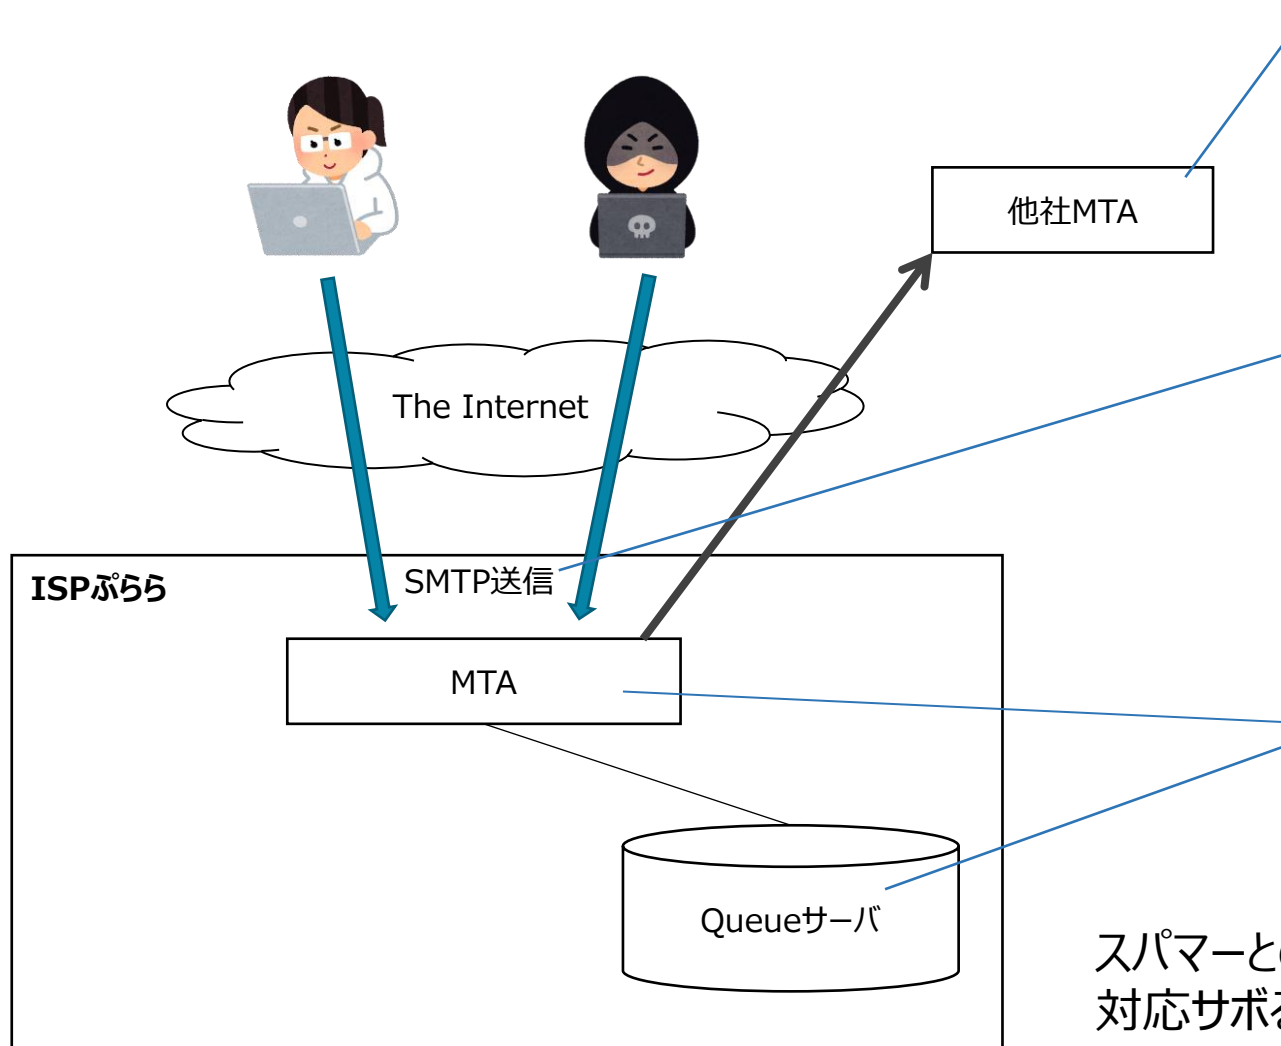 他社MTA
The Internet
ISPぷらら
SMTP送信
MTA
Queueサーバ
スパマーと
対応サボ